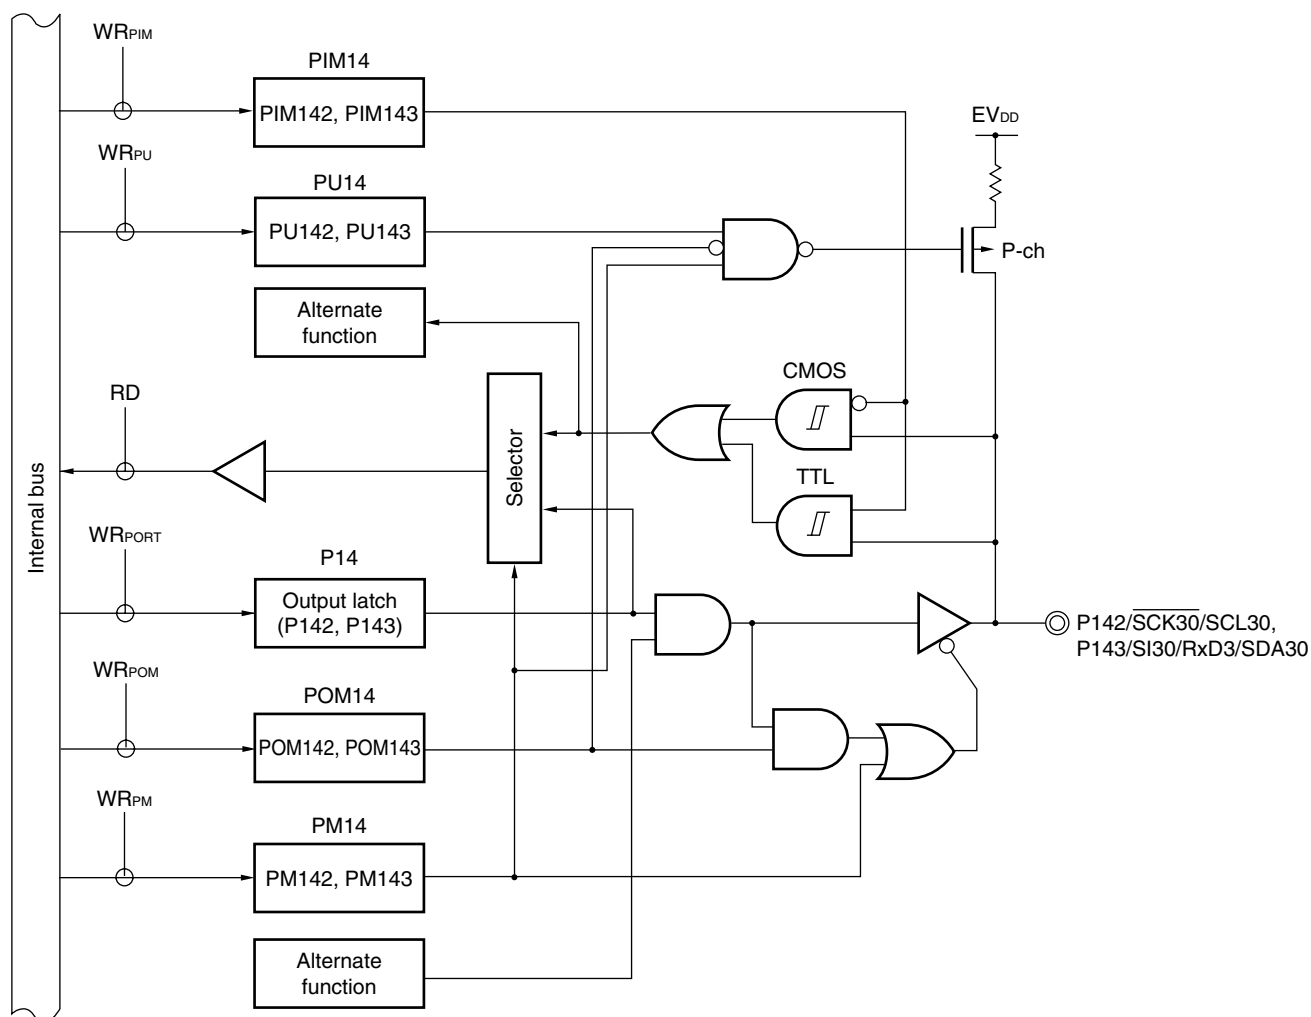 WRPIM
PIM14
PIM142, PIM143
EVDD
WRPU
PU14
PU142, PU143
P-ch
Alternate
function
CMOS
RD
Selector
TTL
Internal bus
WRPORT
P14
Output latch
(P142, P143)
P142/SCK30/SCL30,
P143/SI30/RxD3/SDA30
WRPOM
POM14
POM142, POM143
WRPM
PM14
PM142, PM143
Alternate
function